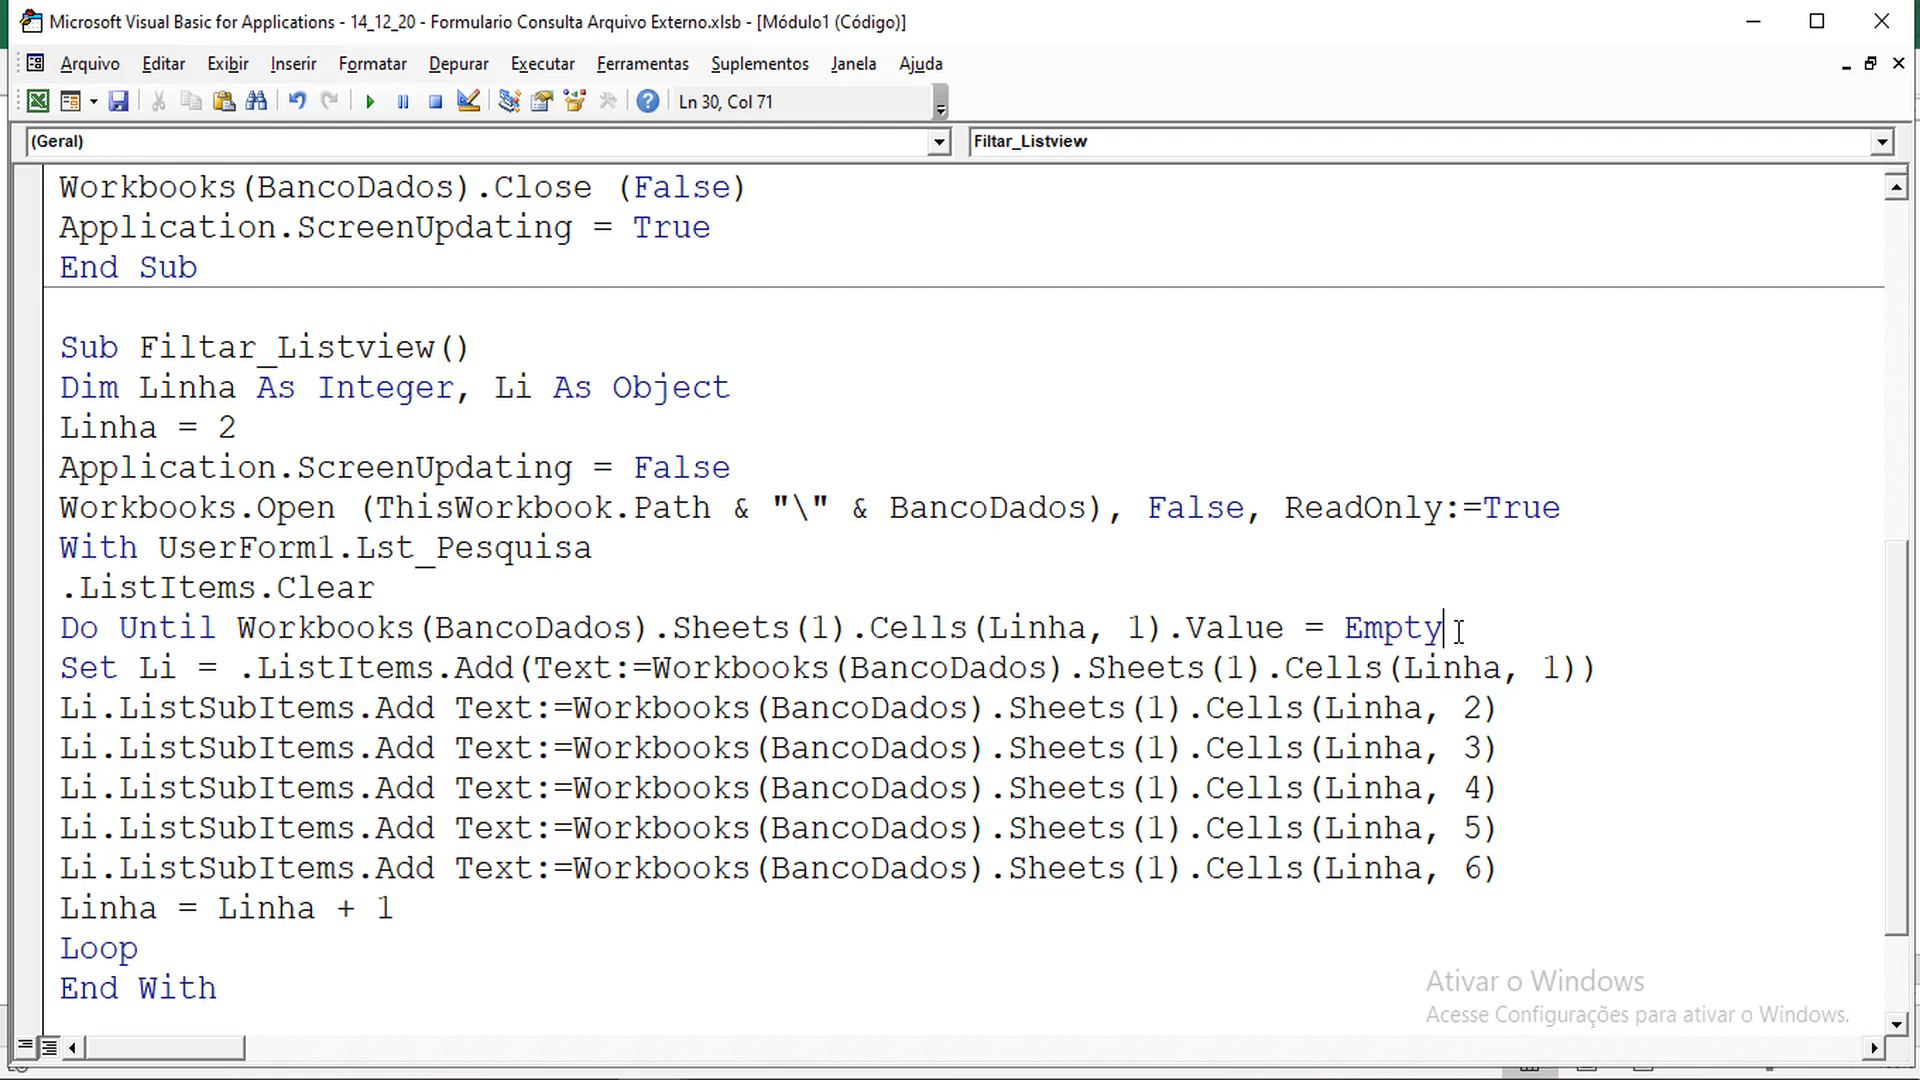 Microsoft Visual Basic for Applications - 14_12_20 - Formulario Consulta Arquivo Externo.xlsb - [Módulo1 (Código)]
Arquivo Editar Exibir Inserir Formatar Depurar Executar Ferramentas Suplementos Janela Ajuda
Ln 30, Col 71
(Geral) Filtar_Listview
Workbooks(BancoDados).Close (False)
Application.ScreenUpdating = True
End Sub
Sub Filtar_Listview()
Dim Linha As Integer, Li As Object
Linha = 2
Application.ScreenUpdating = False
Workbooks.Open (ThisWorkbook.Path & "\" & BancoDados), False, ReadOnly:=True
With UserForm1.Lst_Pesquisa
.ListItems.Clear
Do Until Workbooks(BancoDados).Sheets(1).Cells(Linha, 1).Value = Empty
Set Li = .ListItems.Add(Text:=Workbooks(BancoDados).Sheets(1).Cells(Linha, 1))
Li.ListSubItems.Add Text:=Workbooks(BancoDados).Sheets(1).Cells(Linha, 2)
Li.ListSubItems.Add Text:=Workbooks(BancoDados).Sheets(1).Cells(Linha, 3)
Li.ListSubItems.Add Text:=Workbooks(BancoDados).Sheets(1).Cells(Linha, 4)
Li.ListSubItems.Add Text:=Workbooks(BancoDados).Sheets(1).Cells(Linha, 5)
Li.ListSubItems.Add Text:=Workbooks(BancoDados).Sheets(1).Cells(Linha, 6)
Linha = Linha + 1
Loop
End With
Ativar o Windows
Acesse Configurações para ativar o Windows.